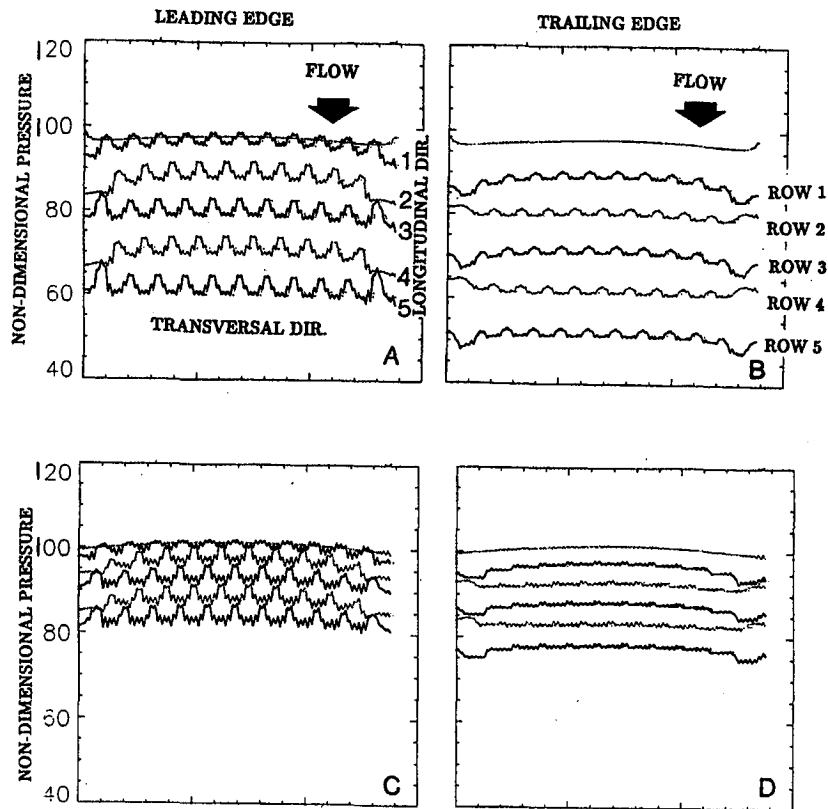 LEADING EDGE
TRAILING EDGE
120
100
80
60
40
NON-DIMENSIONAL PRESSURE
FLOW
LONGITUDINAL DIR.
1
2
3
4
5
TRANSVERSAL DIR.
A
FLOW
ROW 1
ROW 2
ROW 3
ROW 4
ROW 5
B
120
100
80
60
40
NON-DIMENSIONAL PRESSURE
C
D